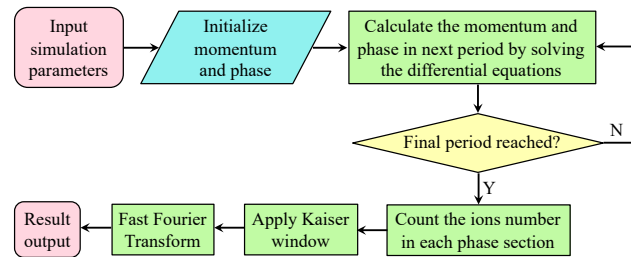 Input
simulation
parameters
Initialize
momentum
and phase
Calculate the momentum and
phase in next period by solving
the differential equations
Final period reached?
N
Y
Count the ions number
in each phase section
Apply Kaiser
window
Fast Fourier
Transform
Result
output